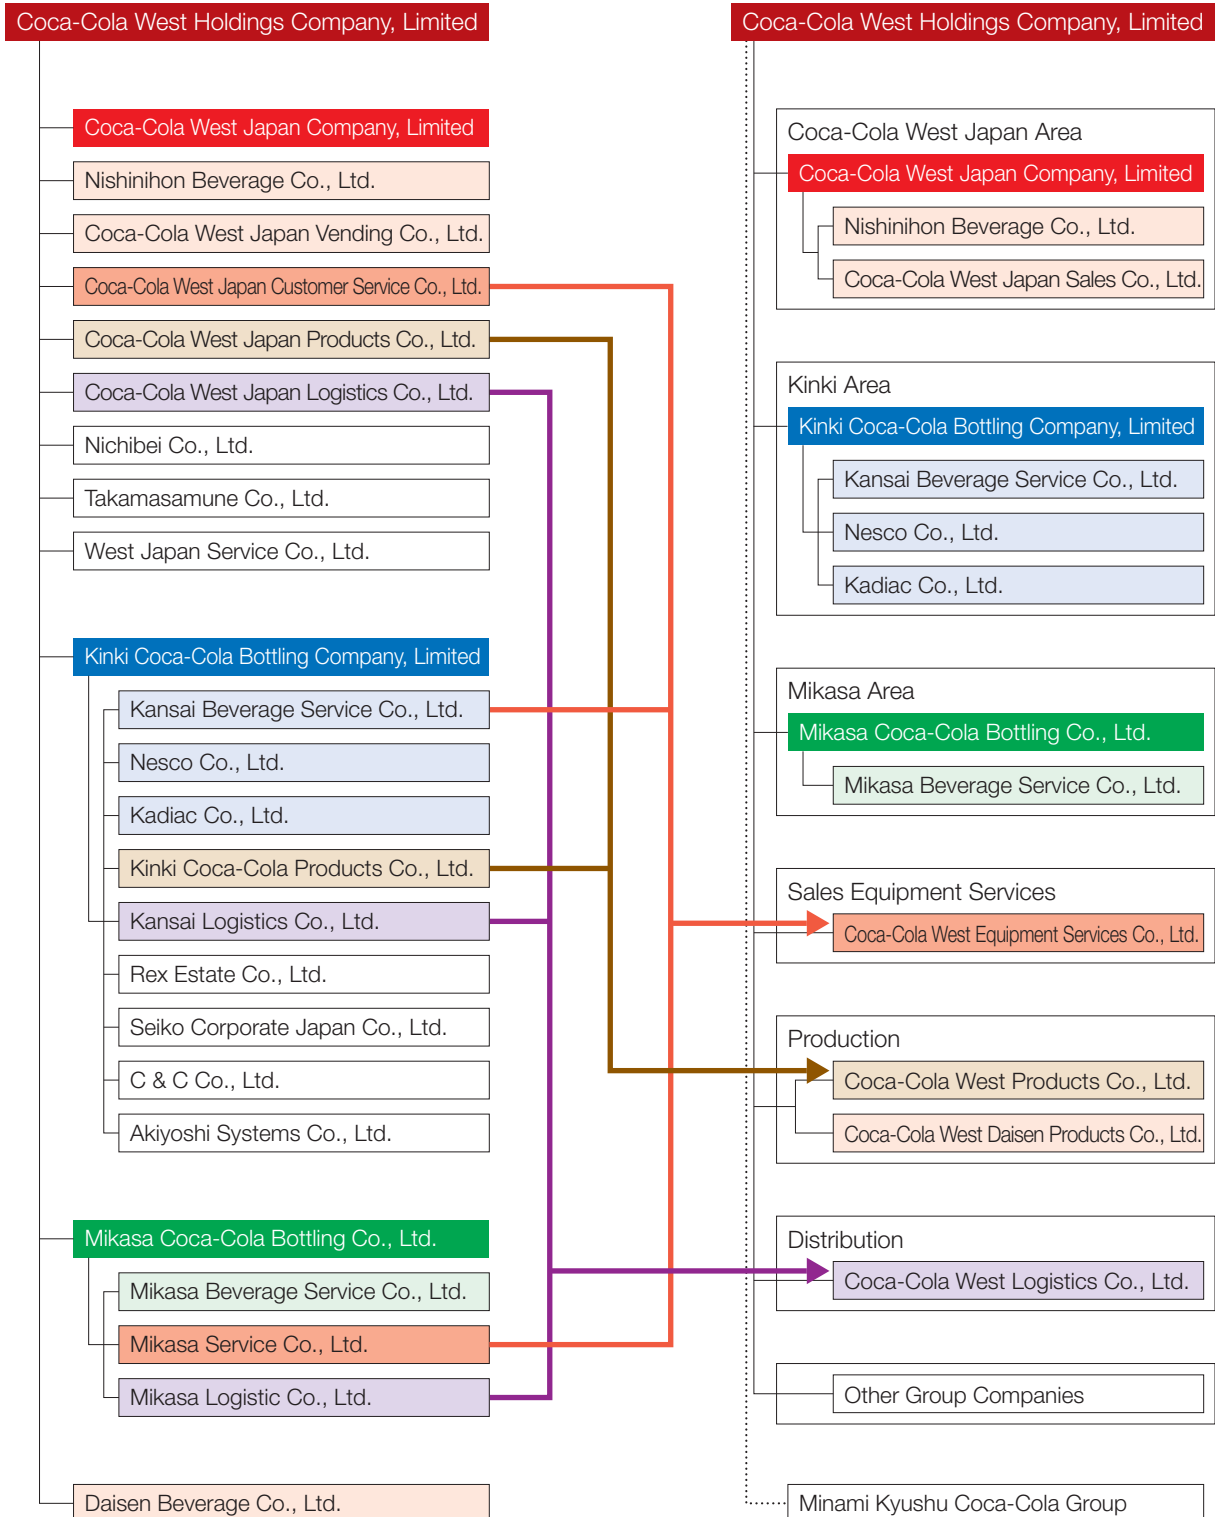 Coca-Cola West Holdings Company, Limited
Coca-Cola West Japan Company, Limited
Nishinihon Beverage Co., Ltd.
Coca-Cola West Japan Vending Co., Ltd.
Coca-Cola West Japan Customer Service Co., Ltd.
Coca-Cola West Japan Products Co., Ltd.
Coca-Cola West Japan Logistics Co., Ltd.
Nichibei Co., Ltd.
Takamasamune Co., Ltd.
West Japan Service Co., Ltd.
Kinki Coca-Cola Bottling Company, Limited
Kansai Beverage Service Co., Ltd.
Nesco Co., Ltd.
Kadiac Co., Ltd.
Kinki Coca-Cola Products Co., Ltd.
Kansai Logistics Co., Ltd.
Rex Estate Co., Ltd.
Seiko Corporate Japan Co., Ltd.
C & C Co., Ltd.
Akiyoshi Systems Co., Ltd.
Mikasa Coca-Cola Bottling Co., Ltd.
Mikasa Beverage Service Co., Ltd.
Mikasa Service Co., Ltd.
Mikasa Logistic Co., Ltd.
Daisen Beverage Co., Ltd.
Coca-Cola West Holdings Company, Limited
Coca-Cola West Japan Area
Coca-Cola West Japan Company, Limited
Nishinihon Beverage Co., Ltd.
Coca-Cola West Japan Sales Co., Ltd.
Kinki Area
Kinki Coca-Cola Bottling Company, Limited
Kansai Beverage Service Co., Ltd.
Nesco Co., Ltd.
Kadiac Co., Ltd.
Mikasa Area
Mikasa Coca-Cola Bottling Co., Ltd.
Mikasa Beverage Service Co., Ltd.
Sales Equipment Services
Coca-Cola West Equipment Services Co., Ltd.
Production
Coca-Cola West Products Co., Ltd.
Coca-Cola West Daisen Products Co., Ltd.
Distribution
Coca-Cola West Logistics Co., Ltd.
Other Group Companies
Minami Kyushu Coca-Cola Group